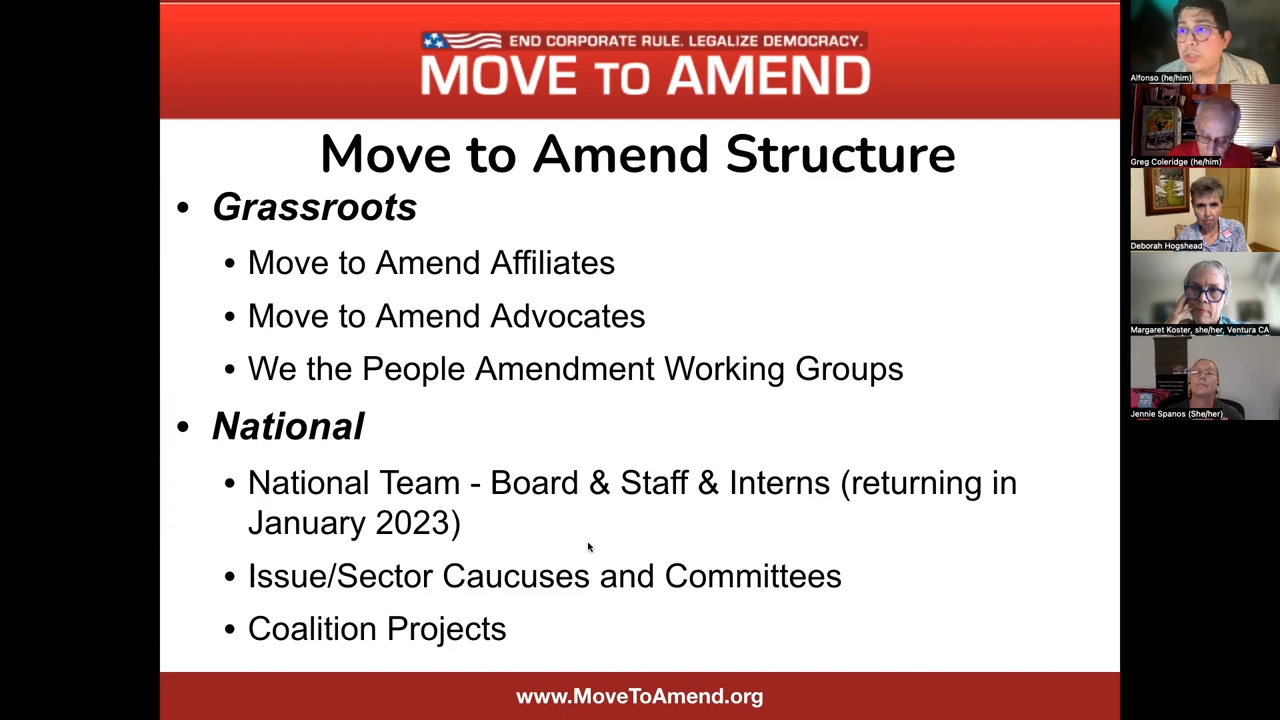 END CORPORATE RULE. LEGALIZE DEMOCRACY.
MOVE TO AMEND
Move to Amend Structure
• Grassroots
• Move to Amend Affiliates
• Move to Amend Advocates
• We the People Amendment Working Groups
• National
• National Team - Board & Staff & Interns (returning in
January 2023)
• Issue/Sector Caucuses and Committees
• Coalition Projects
www.MoveToAmend.org
Alfonso (he/him)
Greg Coleridge (he/him)
Deborah Hogshead
Margaret Koster, she/her, Ventura CA
Jennie Spanos (She/her)